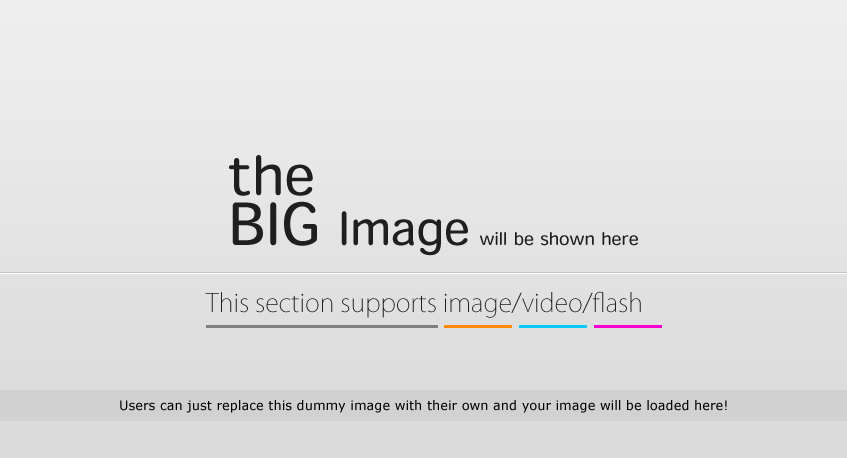 the
BIG Image will be shown here
This section supports image/video/flash
Users can just replace this dummy image with their own and your image will be loaded here!